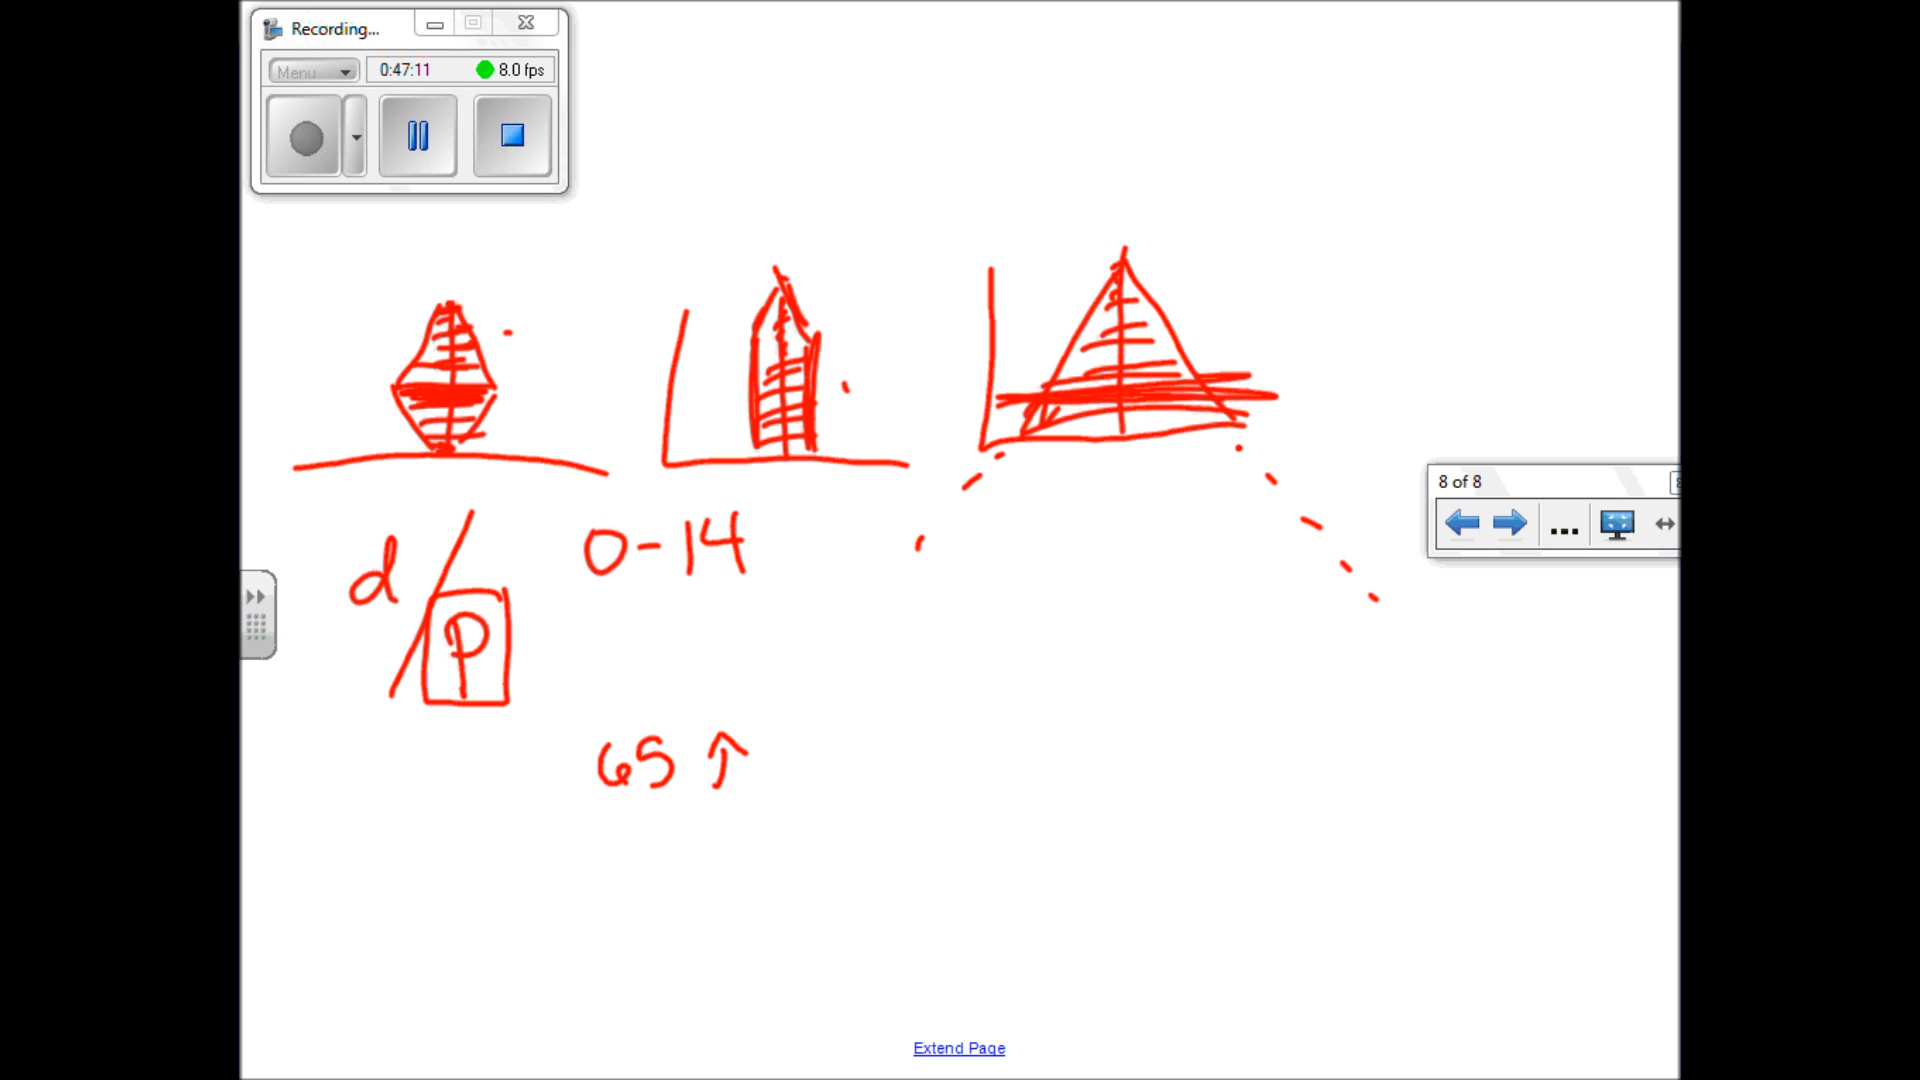 Recording...
Menu
0:47:11
8.0 fps
8 of 8
d/P
0-14
65 ↑
Extend Page